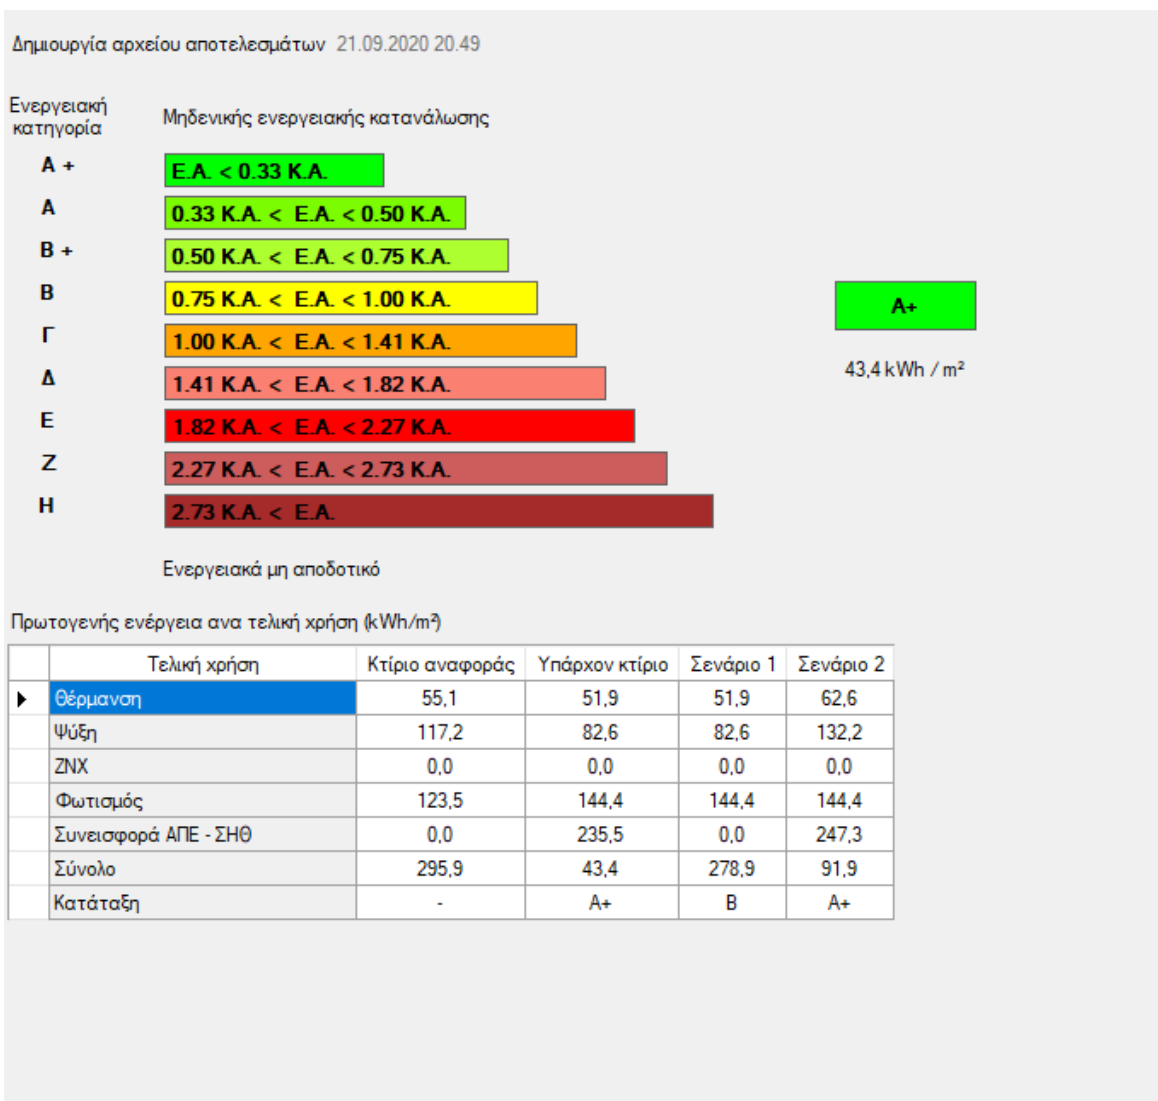 Δημιουργία αρχείου αποτελεσμάτων 21.09.2020 20.49
Ενεργειακή κατηγορία
Μηδενικής ενεργειακής κατανάλωσης
A + E.A. < 0.33 K.A.
A 0.33 K.A. < E.A. < 0.50 K.A.
B + 0.50 K.A. < E.A. < 0.75 K.A.
B 0.75 K.A. < E.A. < 1.00 K.A.
A+
Γ 1.00 K.A. < E.A. < 1.41 K.A.
Δ 1.41 K.A. < E.A. < 1.82 K.A.
43,4 kWh / m²
E 1.82 K.A. < E.A. < 2.27 K.A.
Z 2.27 K.A. < E.A. < 2.73 K.A.
H 2.73 K.A. < E.A.
Ενεργειακά μη αποδοτικό
Πρωτογενής ενέργεια ανα τελική χρήση (kWh/m²)
Τελική χρήση Κτίριο αναφοράς Υπάρχον κτίριο Σενάριο 1 Σενάριο 2
Θέρμανση 55,1 51,9 51,9 62,6
Ψύξη 117,2 82,6 82,6 132,2
ZNX 0,0 0,0 0,0 0,0
Φωτισμός 123,5 144,4 144,4 144,4
Συνεισφορά ΑΠΕ - ΣΗΘ 0,0 235,5 0,0 247,3
Σύνολο 295,9 43,4 278,9 91,9
Κατάταξη - A+ B A+